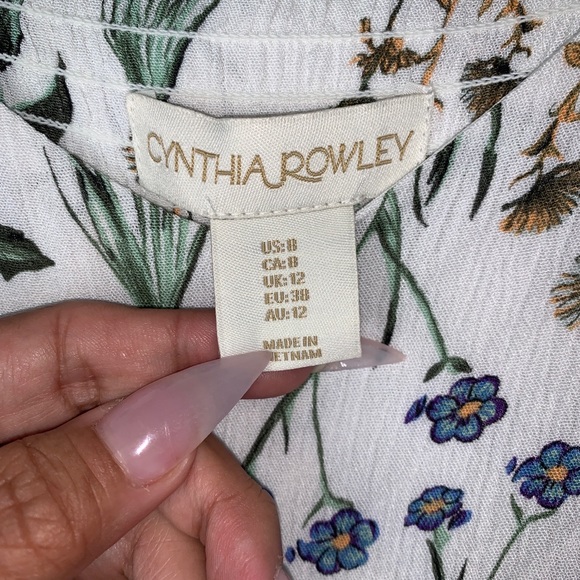 CYNTHIA ROWLEY
US:8
CA:8
UK:12
EU:38
AU:12
MADE IN
VIETNAM